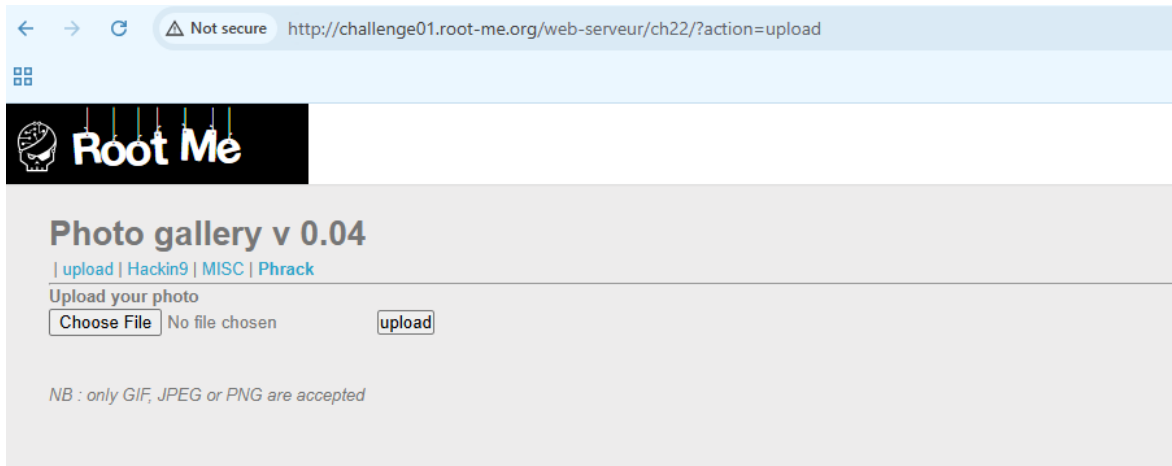 Not secure http://challenge01.root-me.org/web-serveur/ch22/?action=upload
Root Me
Photo gallery v 0.04
| upload | Hackin9 | MISC | Phrack
Upload your photo
Choose File No file chosen upload
NB : only GIF, JPEG or PNG are accepted